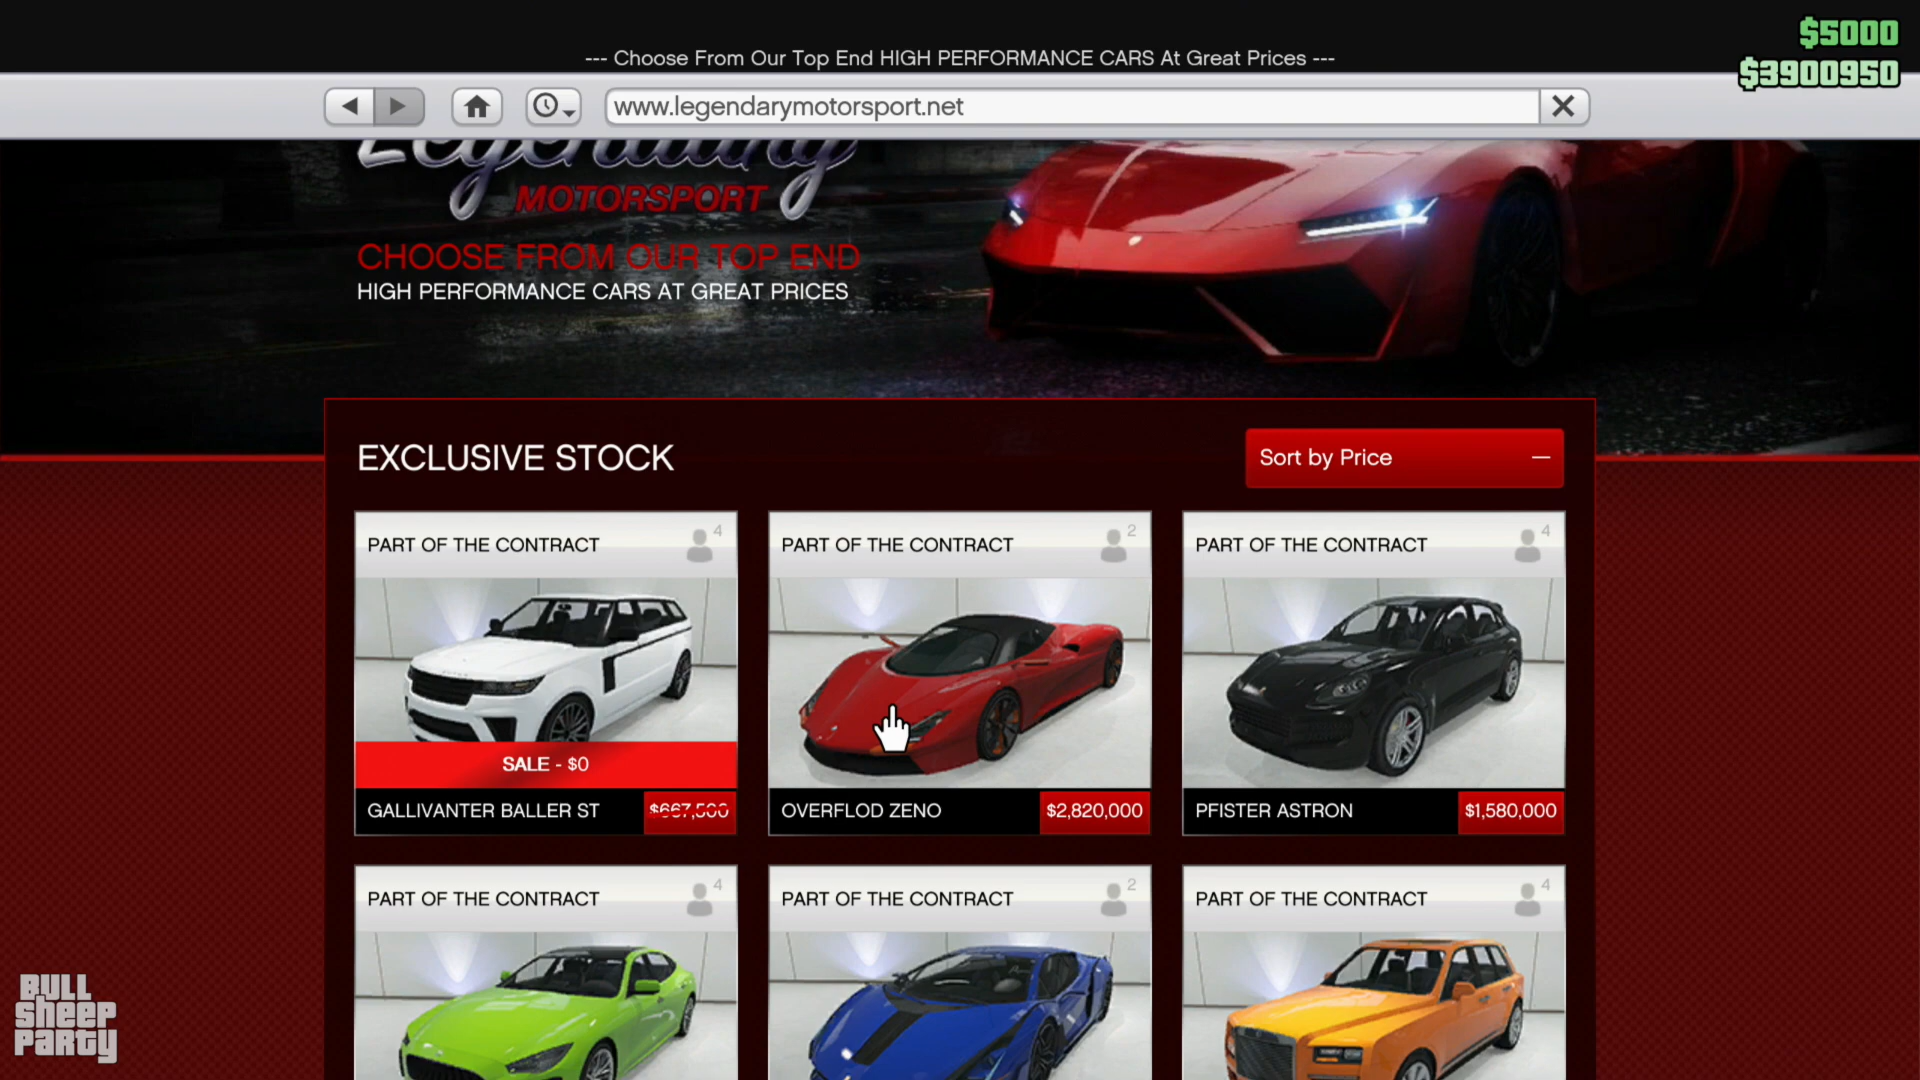 $5000
--- Choose From Our Top End HIGH PERFORMANCE CARS At Great Prices ---
$3900950
www.legendarymotorsport.net
Legendary
MOTORSPORT
CHOOSE FROM OUR TOP END
HIGH PERFORMANCE CARS AT GREAT PRICES
EXCLUSIVE STOCK
Sort by Price
PART OF THE CONTRACT
4
PART OF THE CONTRACT
2
PART OF THE CONTRACT
4
SALE - $0
GALLIVANTER BALLER ST
$667,500
OVERFLOD ZENO
$2,820,000
PFISTER ASTRON
$1,580,000
PART OF THE CONTRACT
4
PART OF THE CONTRACT
2
PART OF THE CONTRACT
4
BULL
sheep
party